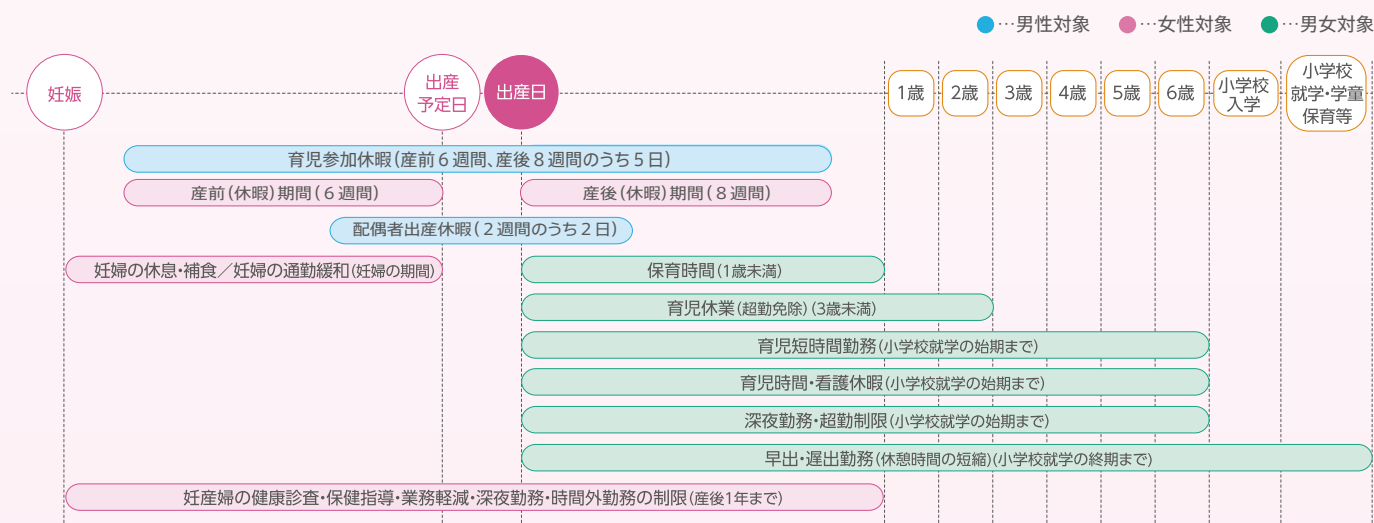 …男性対象 …女性対象 …男女対象
妊娠
出産
予定日
出産日
1歳
2歳
3歳
4歳
5歳
6歳
小学校
入学
小学校
就学・学童
保育等
育児参加休暇(産前6週間、産後8週間のうち5日)
産前(休暇)期間(6週間)
産後(休暇)期間(8週間)
配偶者出産休暇(2週間のうち2日)
妊婦の休息・補食／妊婦の通勤緩和(妊婦の期間)
保育時間(1歳未満)
育児休業(超勤免除)(3歳未満)
育児短時間勤務(小学校就学の始期まで)
育児時間・看護休暇(小学校就学の始期まで)
深夜勤務・超勤制限(小学校就学の始期まで)
早出・遅出勤務(休憩時間の短縮)(小学校就学の終期まで)
妊産婦の健康診査・保健指導・業務軽減・深夜勤務・時間外勤務の制限(産後1年まで)